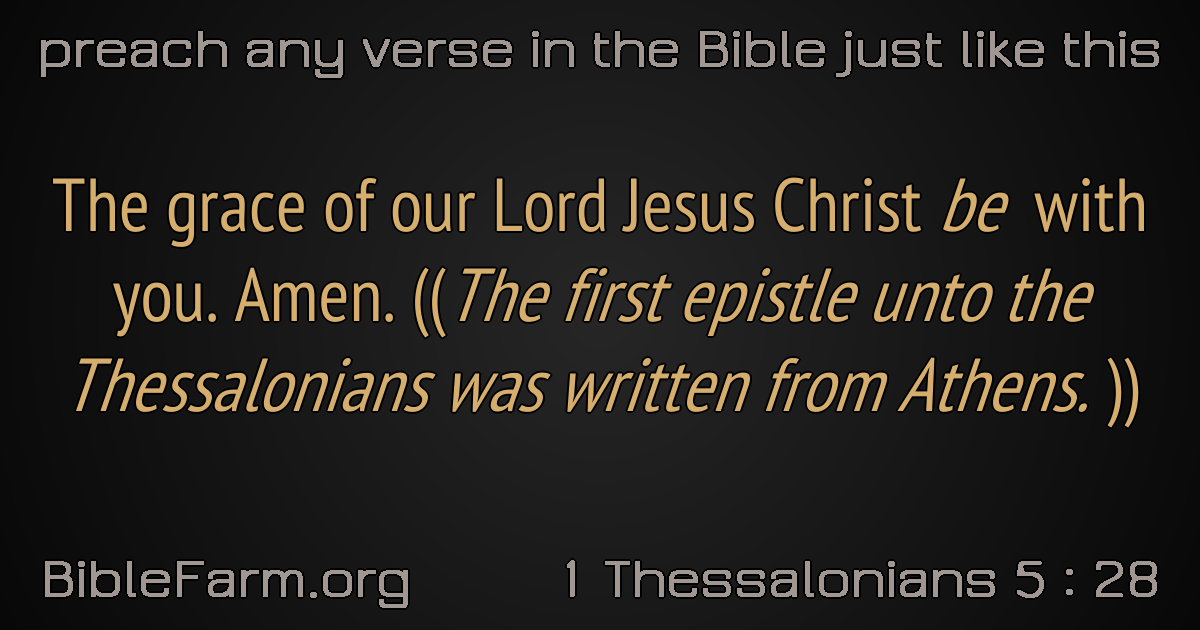 preach any verse in the Bible just like this
The grace of our Lord Jesus Christ be with
you. Amen. ((The first epistle unto the
Thessalonians was written from Athens. ))
BibleFarm.org
1 Thessalonians 5 : 28